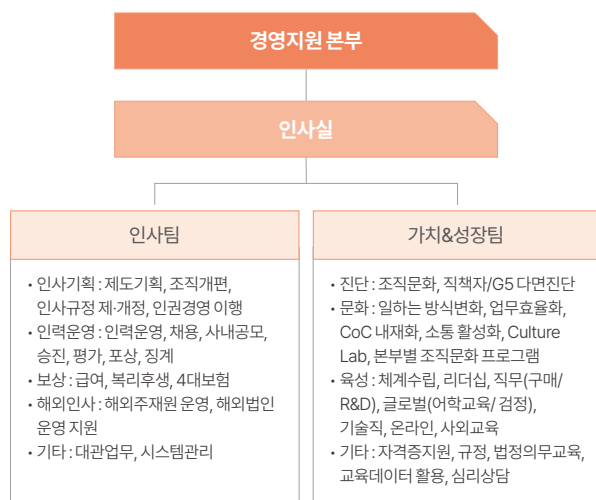 경영지원 본부
인사실
인사팀
• 인사기획 : 제도기획, 조직개편,
인사규정 제·개정, 인권경영 이행
• 인력운영 : 인력운영, 채용, 사내공모,
승진, 평가, 포상, 징계
• 보상 : 급여, 복리후생, 4대보험
• 해외인사 : 해외주재원 운영, 해외법인
운영 지원
• 기타 : 대관업무, 시스템관리
가치&성장팀
• 진단 : 조직문화, 직책자/G5 다면진단
• 문화 : 일하는 방식변화, 업무효율화,
CoC 내재화, 소통 활성화, Culture
Lab, 본부별 조직문화 프로그램
• 육성 : 체계수립, 리더십, 직무(구매/
R&D), 글로벌(어학교육/ 검정),
기술직, 온라인, 사외교육
• 기타 : 자격증지원, 규정, 법정의무교육,
교육데이터 활용, 심리상담